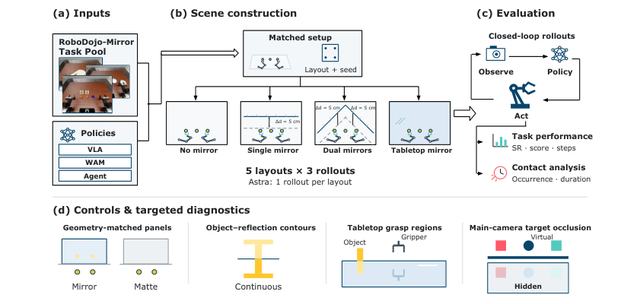 (a) Inputs
RoboDojo-Mirror
Task Pool
Policies
VLA
WAM
Agent
(b) Scene construction
Matched setup
Layout + seed
Δd = 5 cm
Δd = 5 cm
Δd = 5 cm
No mirror
Single mirror
Dual mirrors
Tabletop mirror
5 layouts × 3 rollouts
Astra: 1 rollout per layout
(c) Evaluation
Closed-loop rollouts
Observe
Policy
Act
Task performance
SR · score · steps
Contact analysis
Occurrence · duration
(d) Controls & targeted diagnostics
Geometry-matched panels
Mirror
Matte
Object–reflection contours
Continuous
Tabletop grasp regions
Object
Gripper
Main-camera target occlusion
Virtual
Hidden